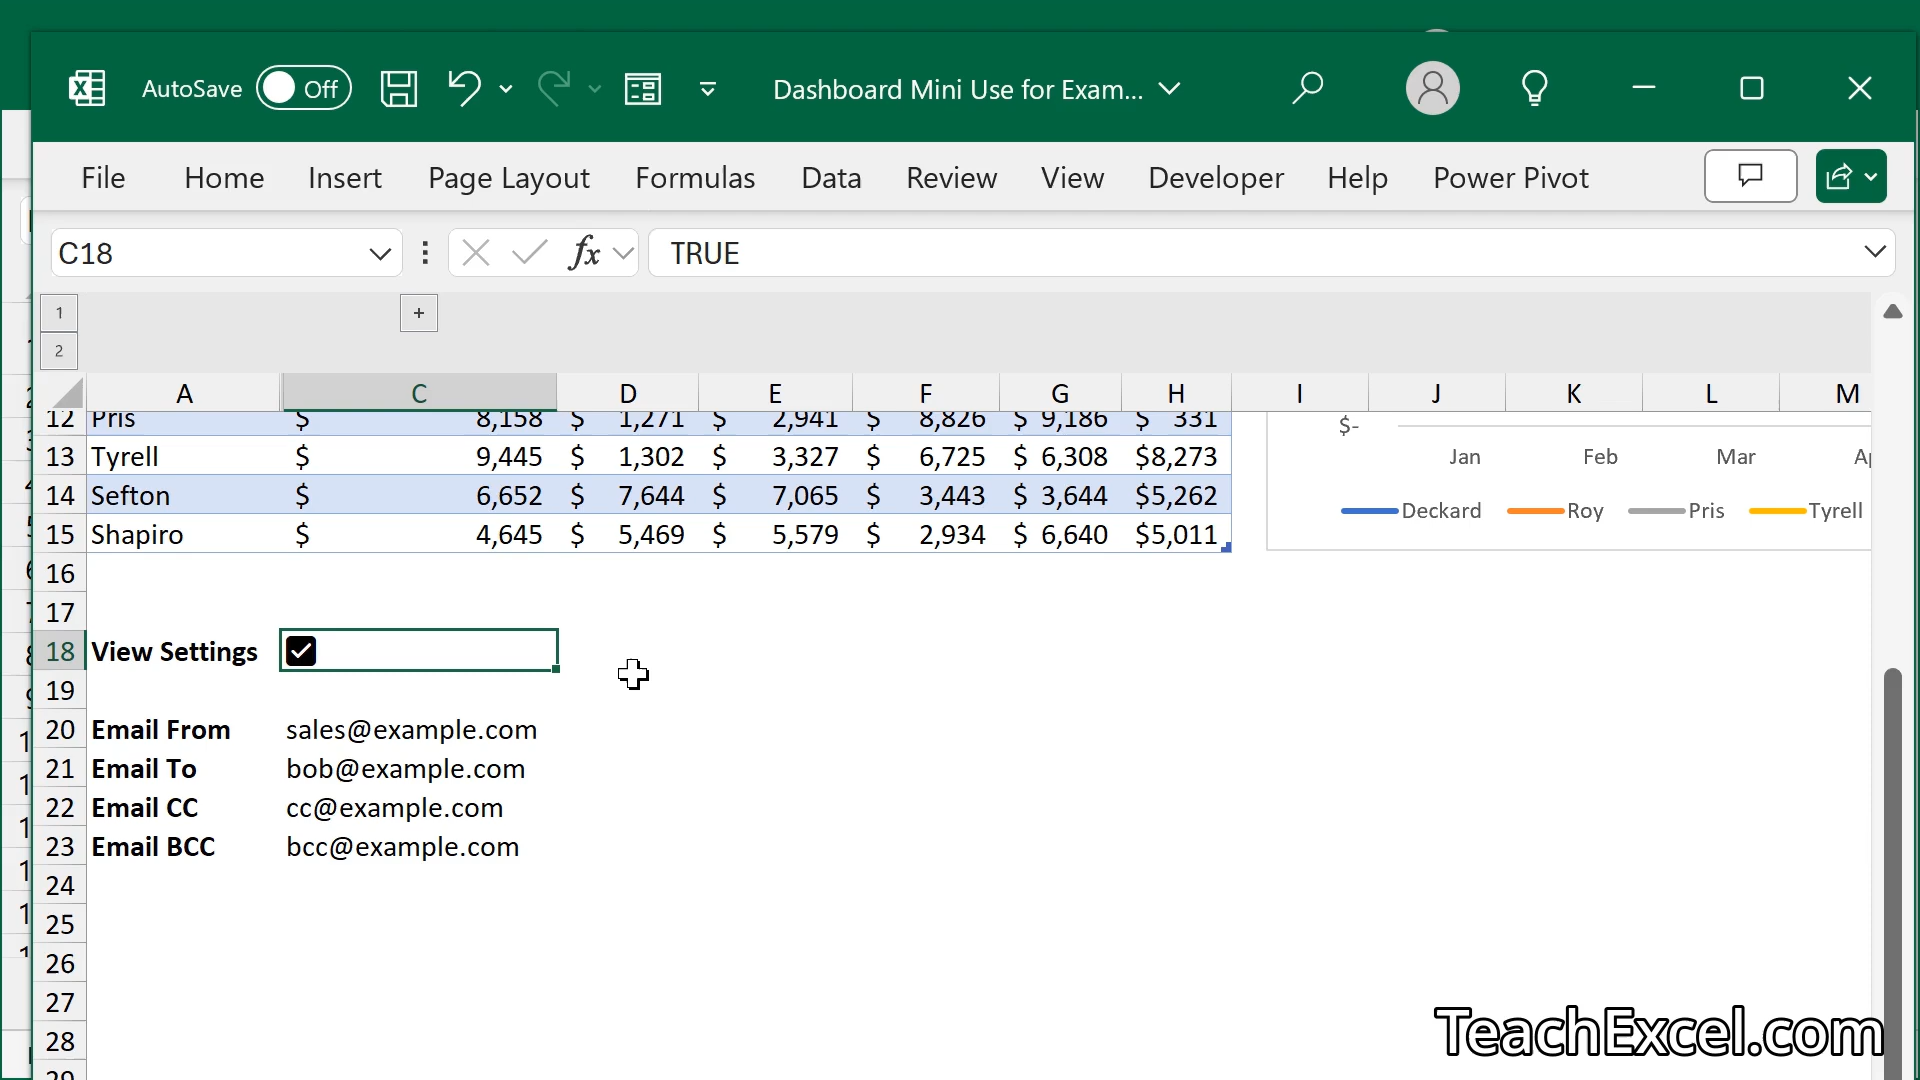 AutoSave Off Dashboard Mini Use for Exam...
File Home Insert Page Layout Formulas Data Review View Developer Help Power Pivot
C18 fx TRUE
1 +
2
A C D E F G H I J K L M
12 Pris $ 8,158 $ 1,271 $ 2,941 $ 8,826 $ 9,186 $ 331
$-
13 Tyrell $ 9,445 $ 1,302 $ 3,327 $ 6,725 $ 6,308 $8,273
Jan Feb Mar
14 Sefton $ 6,652 $ 7,644 $ 7,065 $ 3,443 $ 3,644 $5,262
15 Shapiro $ 4,645 $ 5,469 $ 5,579 $ 2,934 $ 6,640 $5,011
Deckard Roy Pris Tyrell
16
17
18 View Settings
19
20 Email From sales@example.com
21 Email To bob@example.com
22 Email CC cc@example.com
23 Email BCC bcc@example.com
24
25
26
27
28
29
TeachExcel.com